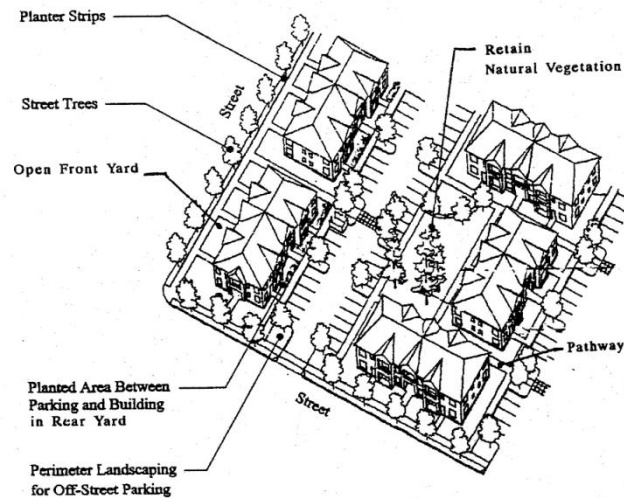 Planter Strips
Retain
Natural Vegetation
Street
Street Trees
Open Front Yard
Pathway
Planted Area Between
Parking and Building
in Rear Yard
Street
Perimeter Landscaping
for Off-Street Parking